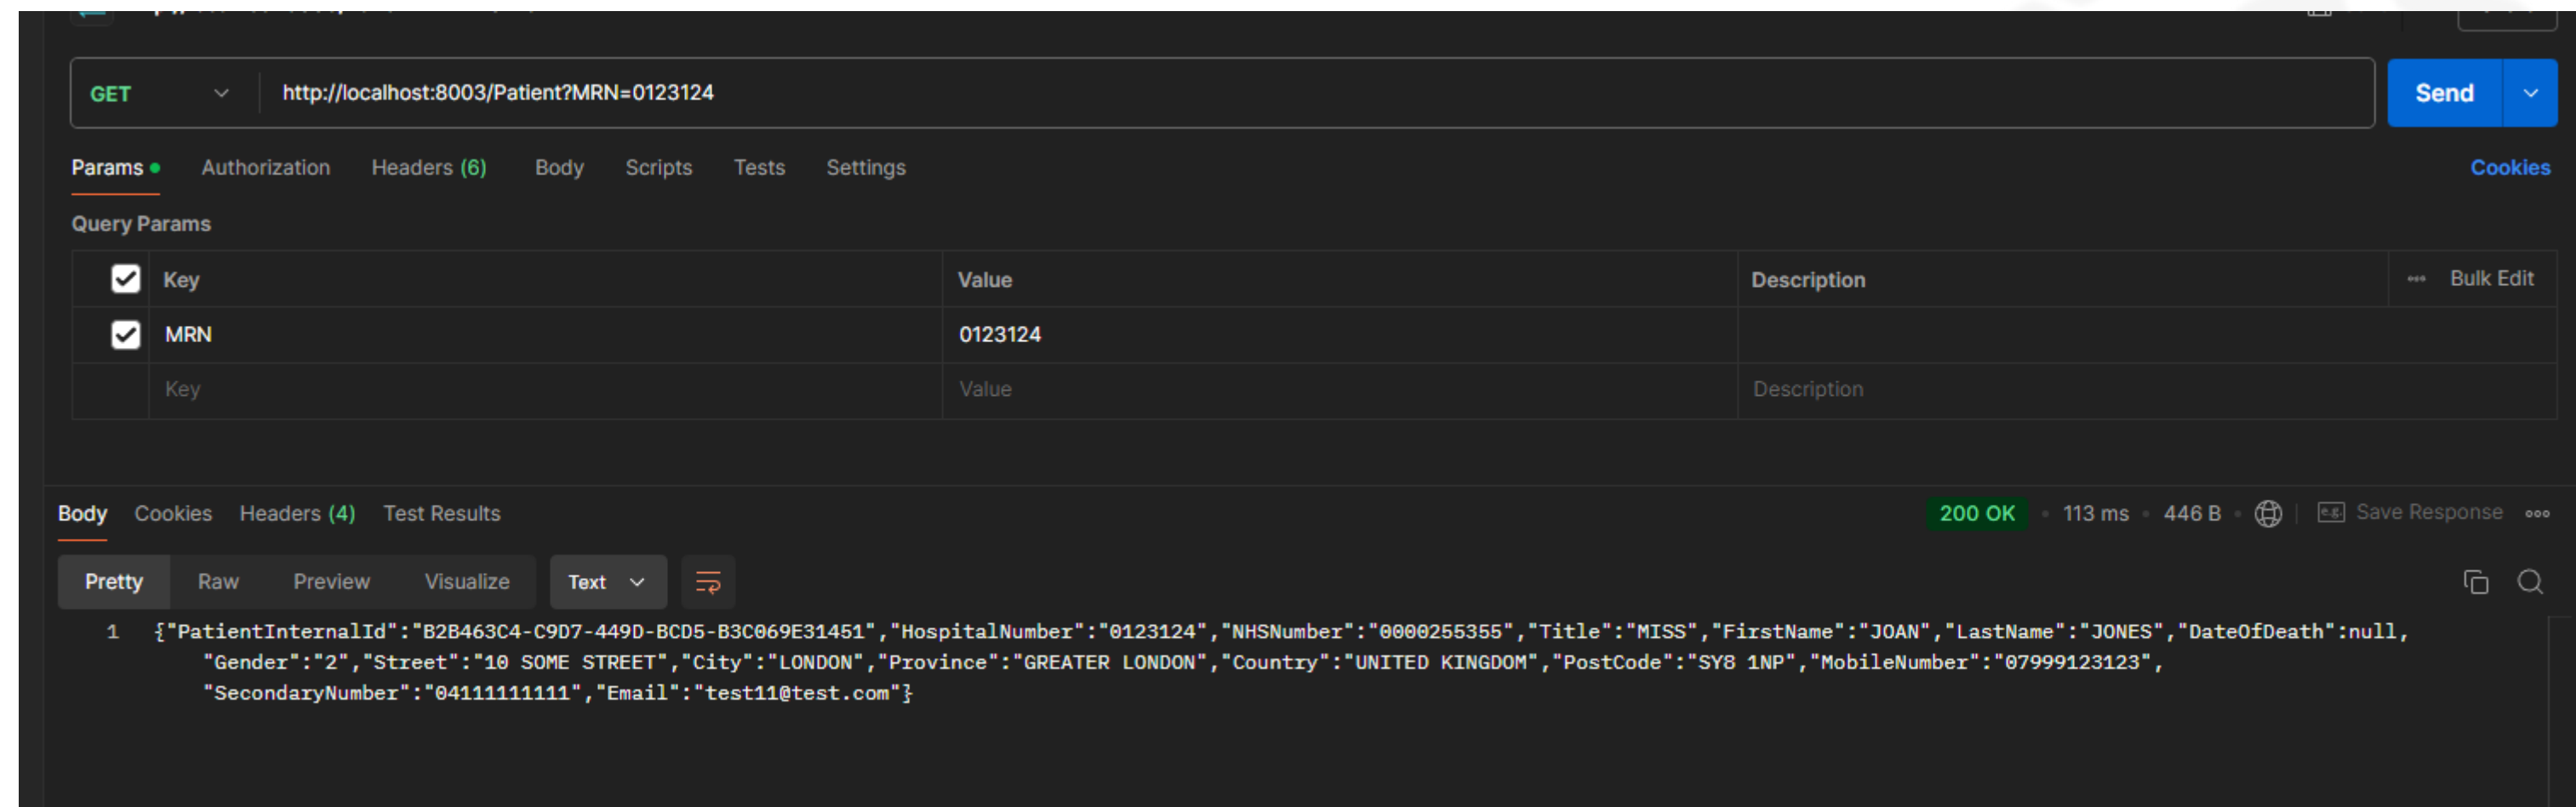 GET http://localhost:8003/Patient?MRN=0123124 Send
Params Authorization Headers (6) Body Scripts Tests Settings Cookies
Query Params
Key Value Description Bulk Edit
MRN 0123124
Key Value Description
Body Cookies Headers (4) Test Results 200 OK • 113 ms • 446 B • e.g. Save Response
Pretty Raw Preview Visualize Text
1 {"PatientInternalId":"B2B463C4-C9D7-449D-BCD5-B3C069E31451","HospitalNumber":"0123124","NHSNumber":"0000255355","Title":"MISS","FirstName":"JOAN","LastName":"JONES","DateOfDeath":null,
"Gender":"2","Street":"10 SOME STREET","City":"LONDON","Province":"GREATER LONDON","Country":"UNITED KINGDOM","PostCode":"SY8 1NP","MobileNumber":"07999123123",
"SecondaryNumber":"04111111111","Email":"test11@test.com"}